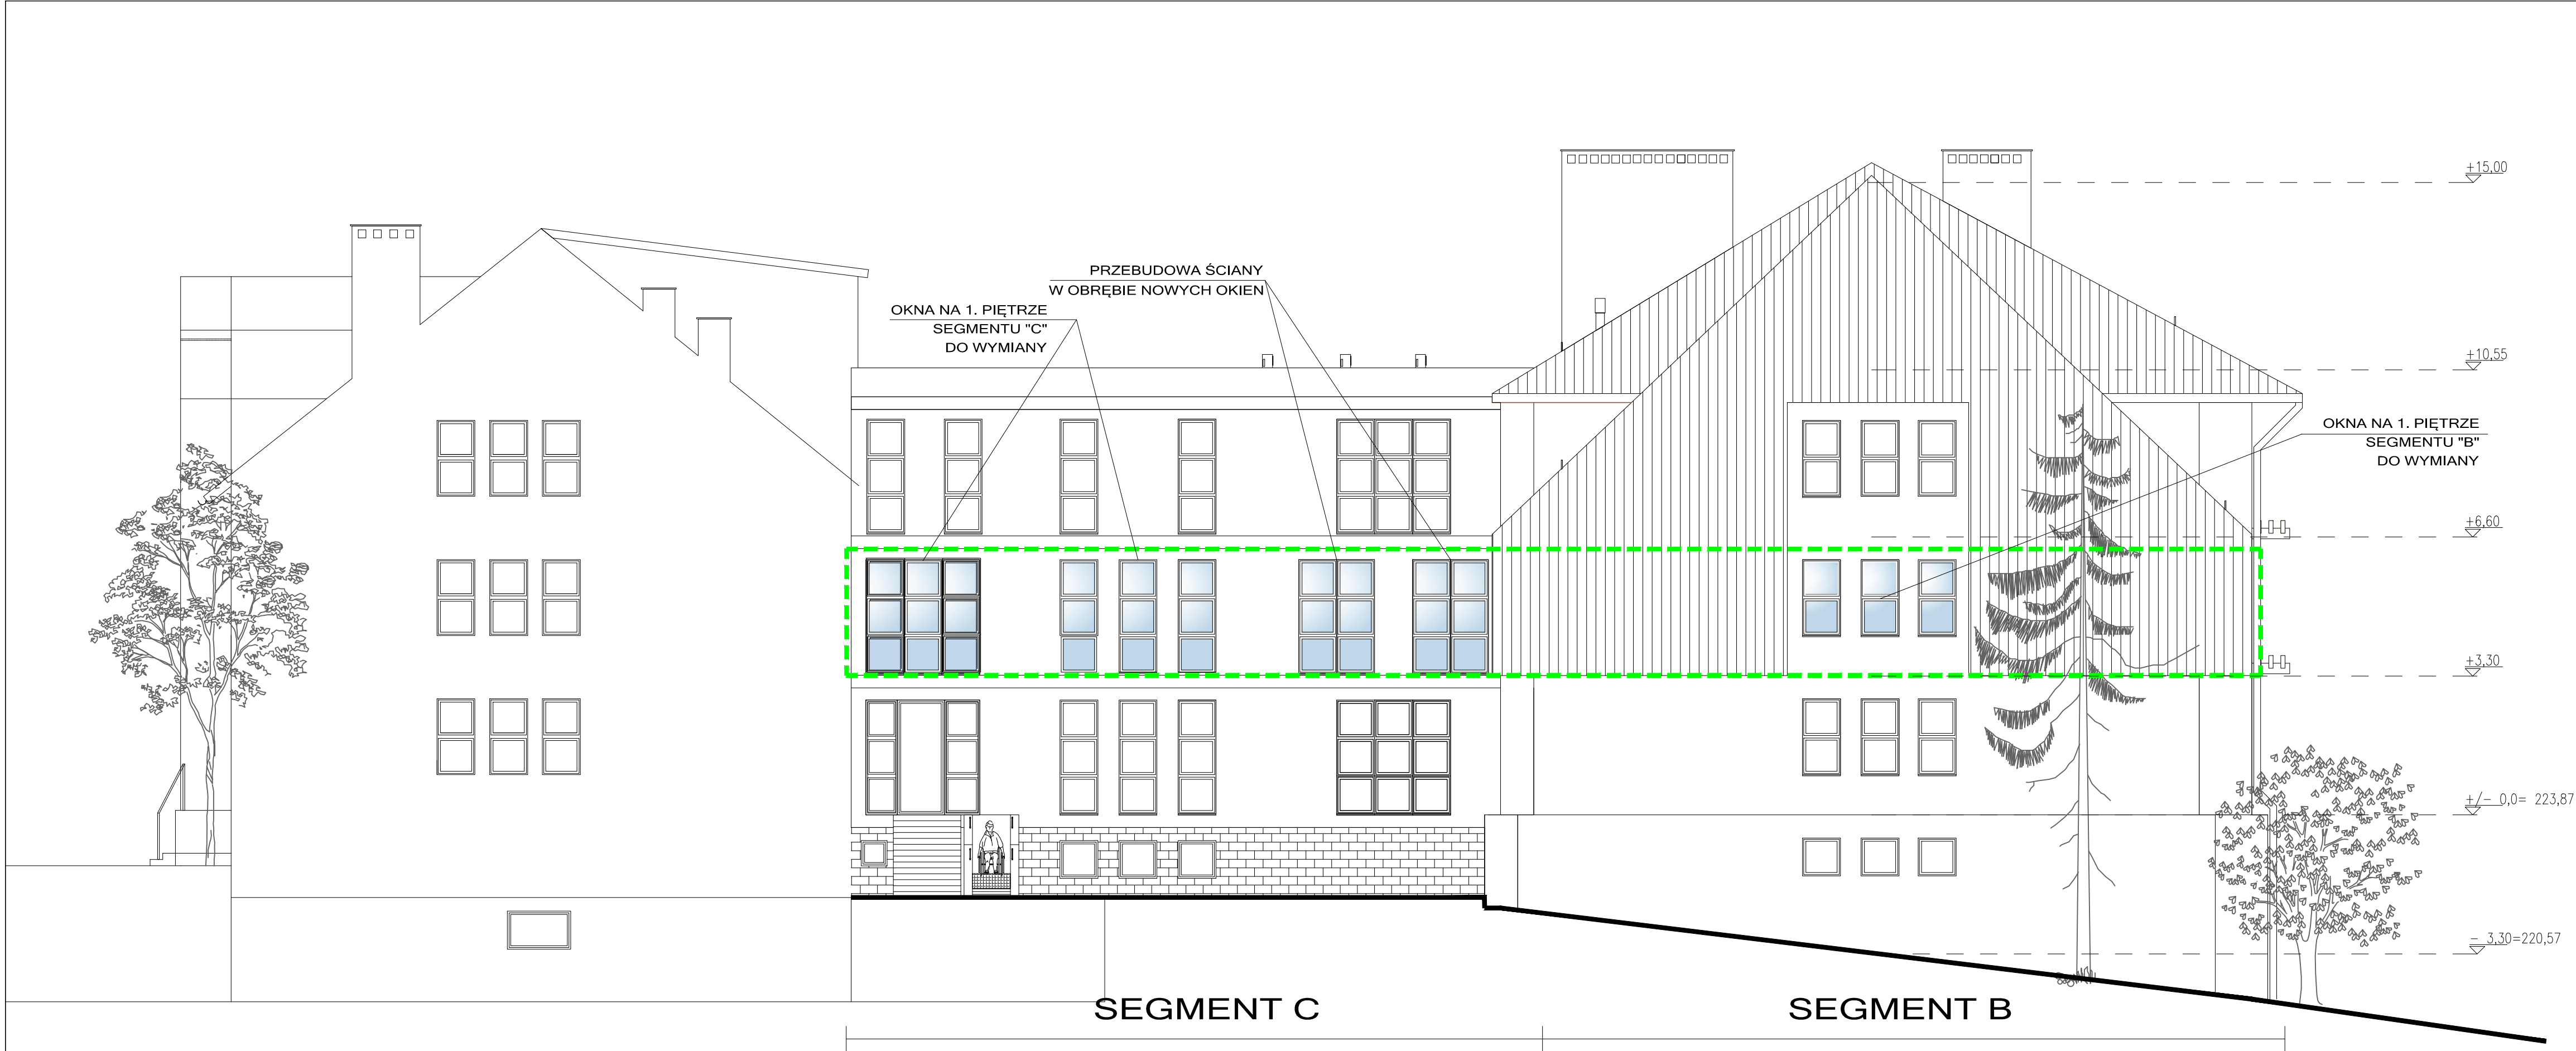 +15,00
PRZEBUDOWA ŚCIANY
W OBRĘBIE NOWYCH OKIEN
OKNA NA 1. PIĘTRZE
SEGMENTU "C"
DO WYMIANY
+10,55
OKNA NA 1. PIĘTRZE
SEGMENTU "B"
DO WYMIANY
+6,60
+3,30
+/- 0,0= 223,87
- 3,30=220,57
SEGMENT C
SEGMENT B